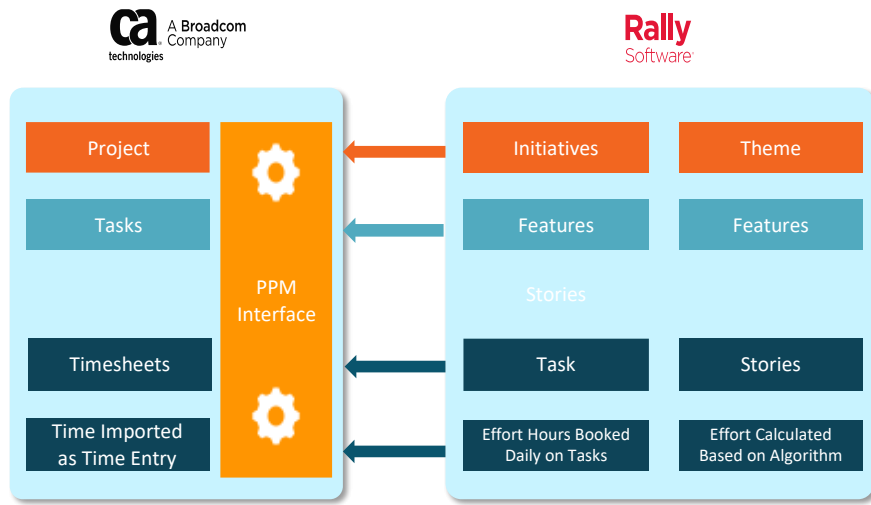 ca
technologies
A Broadcom
Company
Rally
Software
Project
Tasks
Timesheets
Time Imported
as Time Entry
PPM
Interface
Initiatives
Theme
Features
Features
Stories
Task
Stories
Effort Hours Booked
Daily on Tasks
Effort Calculated
Based on Algorithm